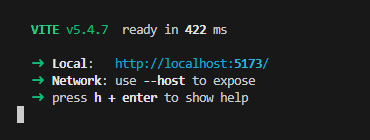 VITE v5.4.7 ready in 422 ms
➜ Local: http://localhost:5173/
➜ Network: use --host to expose
➜ press h + enter to show help